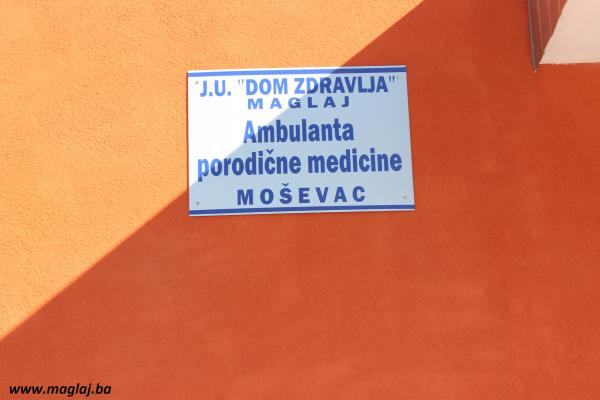 J.U. "DOM ZDRAVLJA"
MAGLAJ
Ambulanta
porodične medicine
MOŠEVAC
www.maglaj.ba